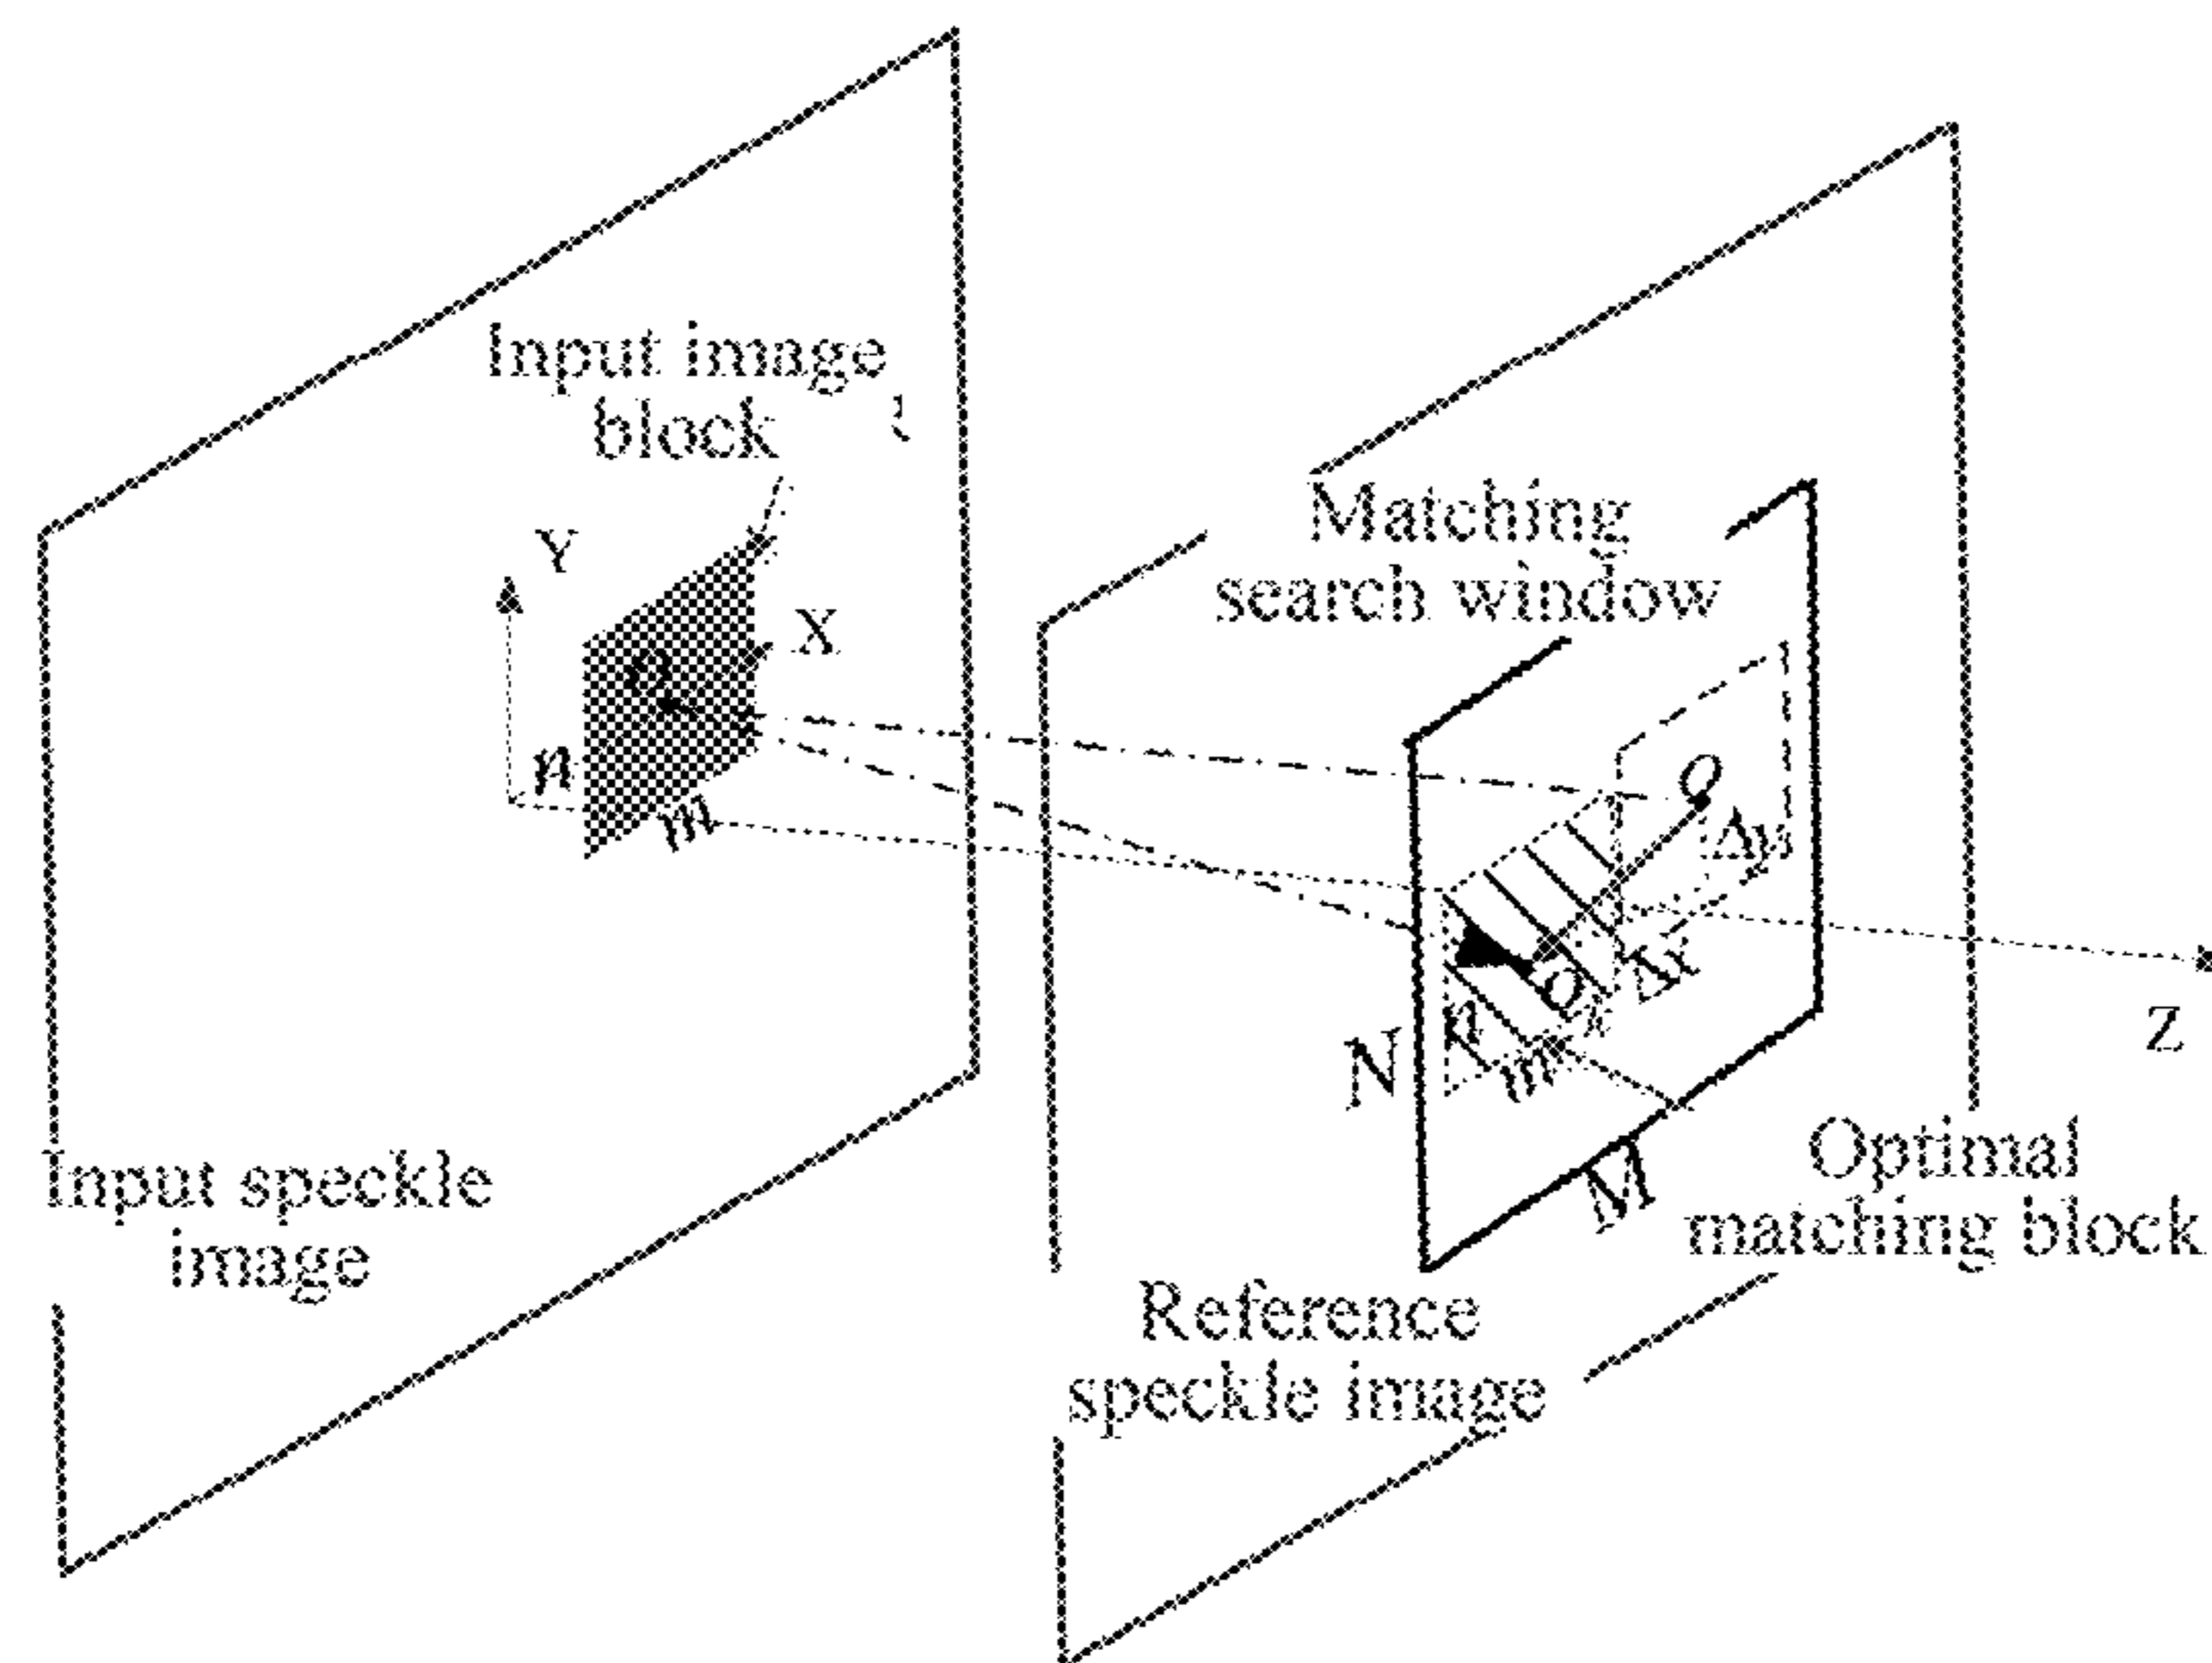 Input image
block
Y
X
n
m
Matching
search window
O
Δy
Δx
n
m
N
M
Z
Input speckle
image
Optimal
matching block
Reference
speckle image